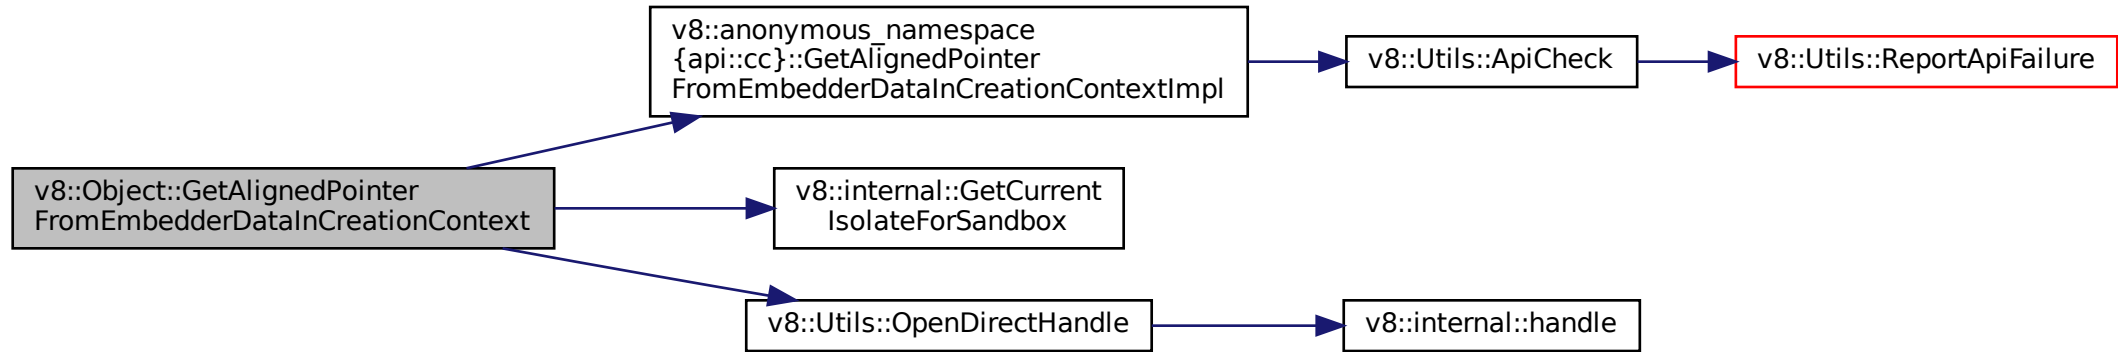 v8::anonymous_namespace
{api::cc}::GetAlignedPointer
FromEmbedderDataInCreationContextImpl
v8::Utils::ApiCheck
v8::Utils::ReportApiFailure
v8::Object::GetAlignedPointer
FromEmbedderDataInCreationContext
v8::internal::GetCurrent
IsolateForSandbox
v8::Utils::OpenDirectHandle
v8::internal::handle